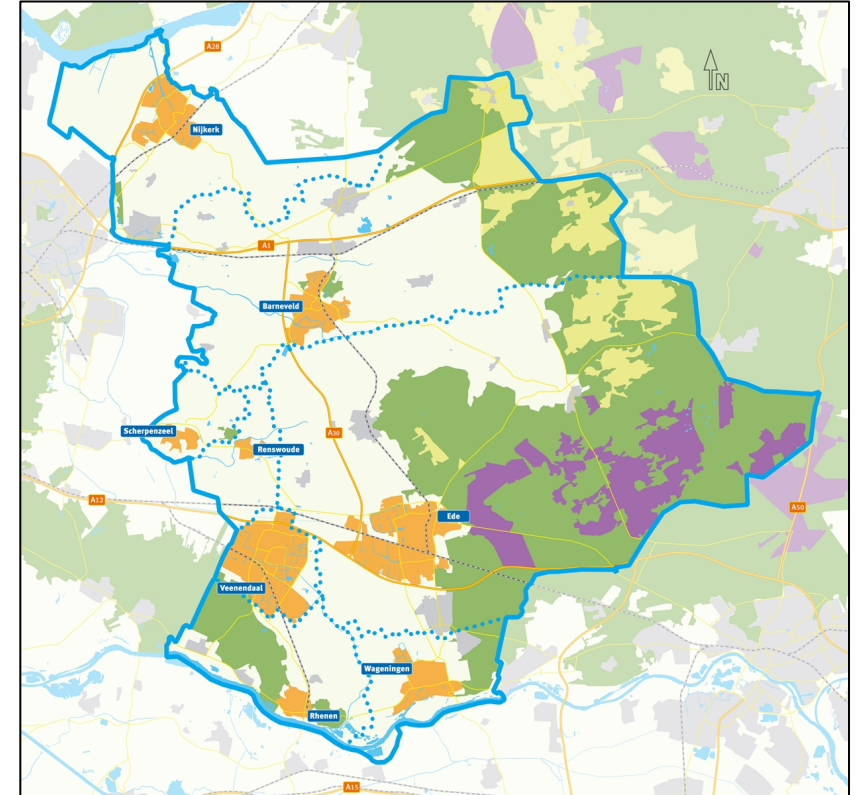 A28
N
Nijkerk
A1
Barneveld
Scherpenzeel
A30
Renswoude
A12
Ede
A50
Veenendaal
Wageningen
Rhenen
A15